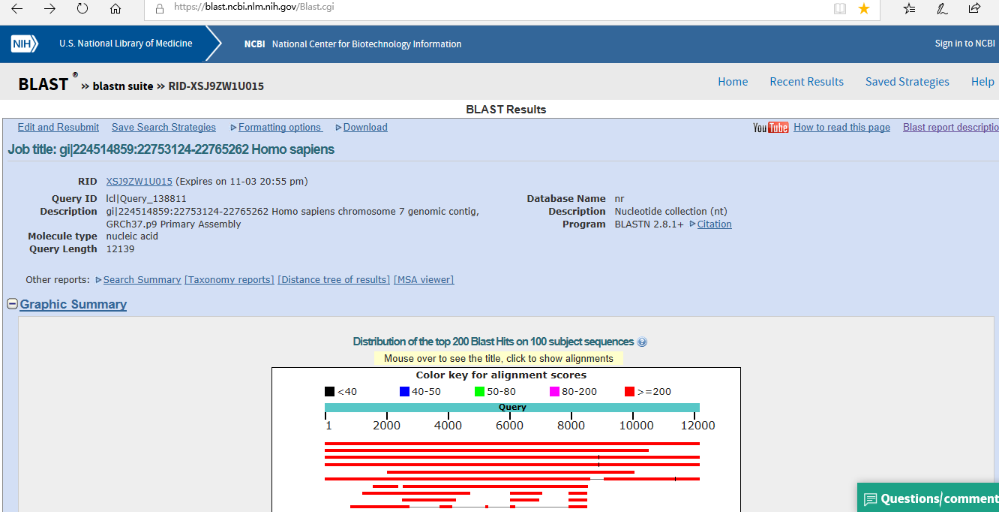 https://blast.ncbi.nlm.nih.gov/Blast.cgi
NIH U.S. National Library of Medicine NCBI National Center for Biotechnology Information Sign in to NCBI
BLAST ® » blastn suite » RID-XSJ9ZW1U015 Home Recent Results Saved Strategies Help
BLAST Results
Edit and Resubmit Save Search Strategies Formatting options Download YouTube How to read this page Blast report descriptio
Job title: gi|224514859:22753124-22765262 Homo sapiens
RID XSJ9ZW1U015 (Expires on 11-03 20:55 pm)
Query ID lcl|Query_138811 Database Name nr
Description gi|224514859:22753124-22765262 Homo sapiens chromosome 7 genomic contig, Description Nucleotide collection (nt)
GRCh37.p9 Primary Assembly Program BLASTN 2.8.1+ Citation
Molecule type nucleic acid
Query Length 12139
Other reports: Search Summary [Taxonomy reports] [Distance tree of results] [MSA viewer]
Graphic Summary
Distribution of the top 200 Blast Hits on 100 subject sequences
Mouse over to see the title, click to show alignments
Color key for alignment scores
<40 40-50 50-80 80-200 >=200
Query
1 2000 4000 6000 8000 10000 12000
Questions/comment